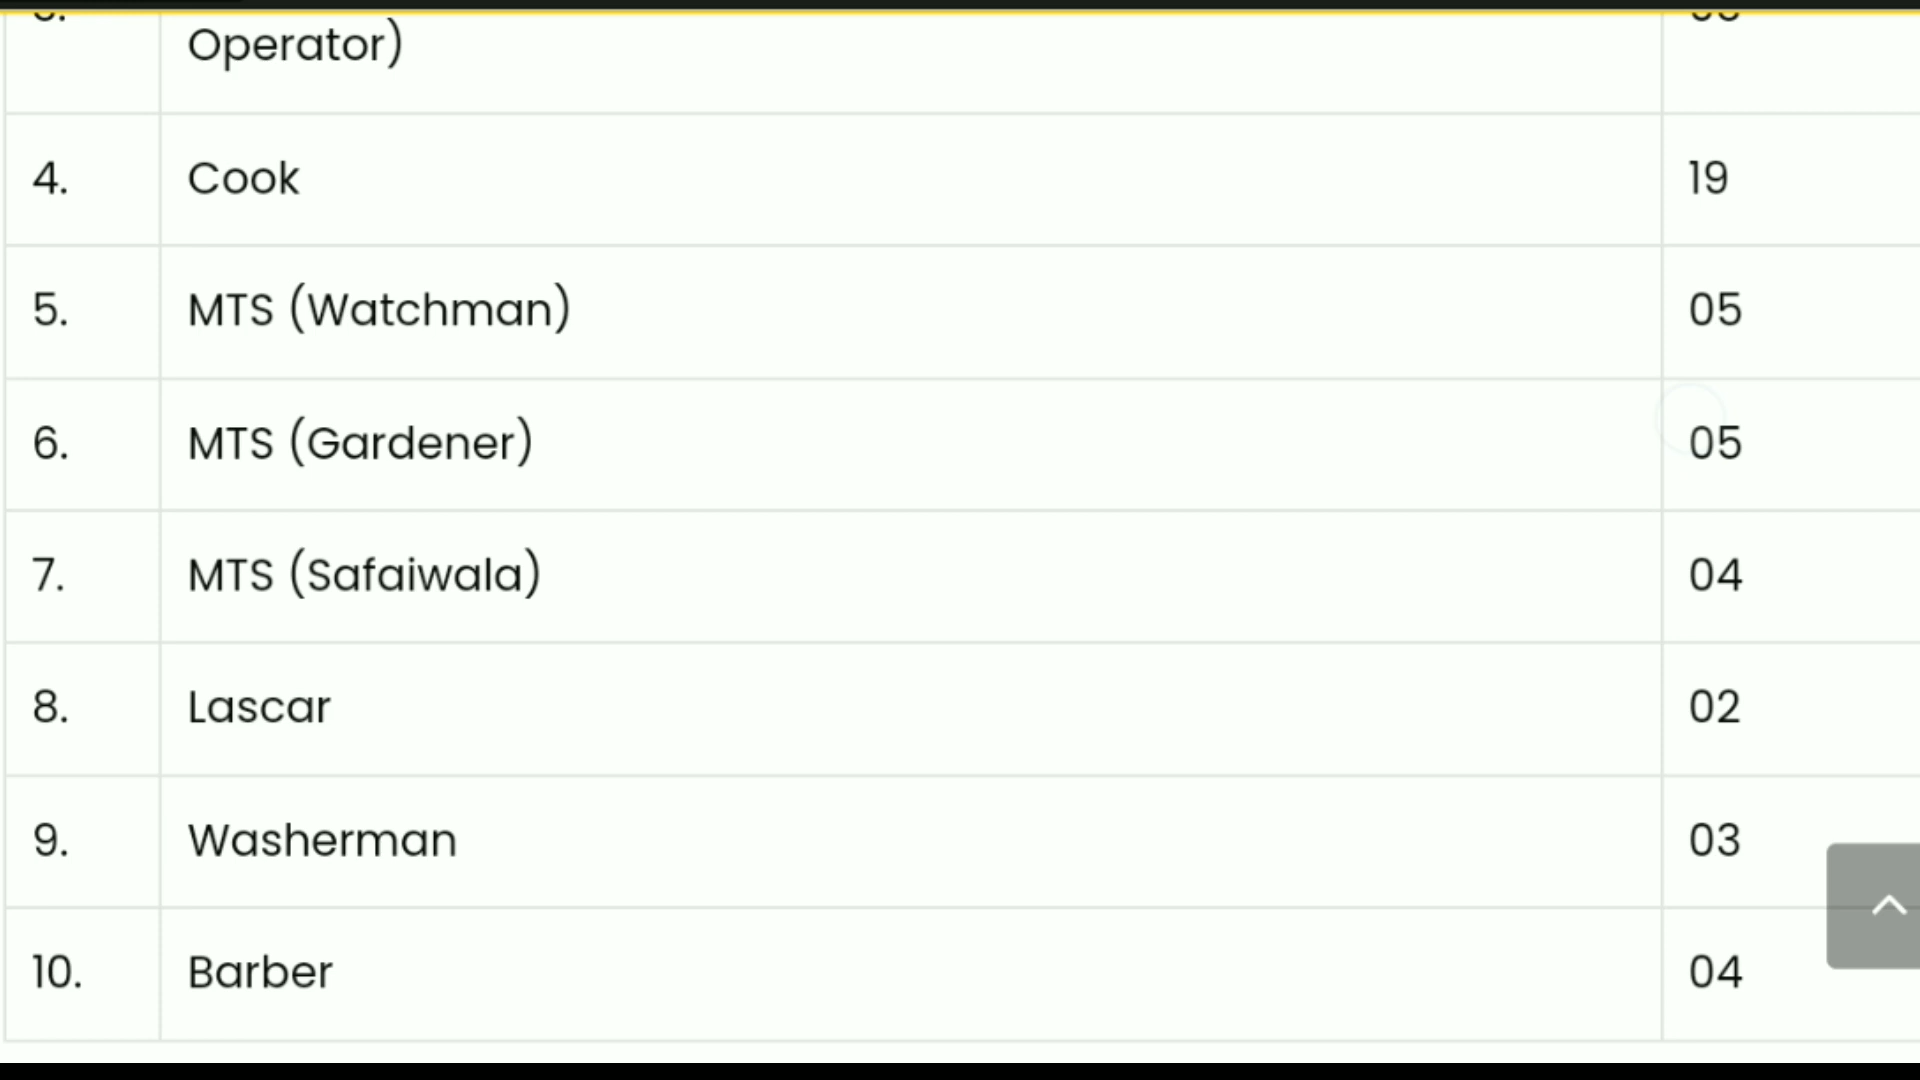 Operator)
4. Cook 19
5. MTS (Watchman) 05
6. MTS (Gardener) 05
7. MTS (Safaiwala) 04
8. Lascar 02
9. Washerman 03
10. Barber 04